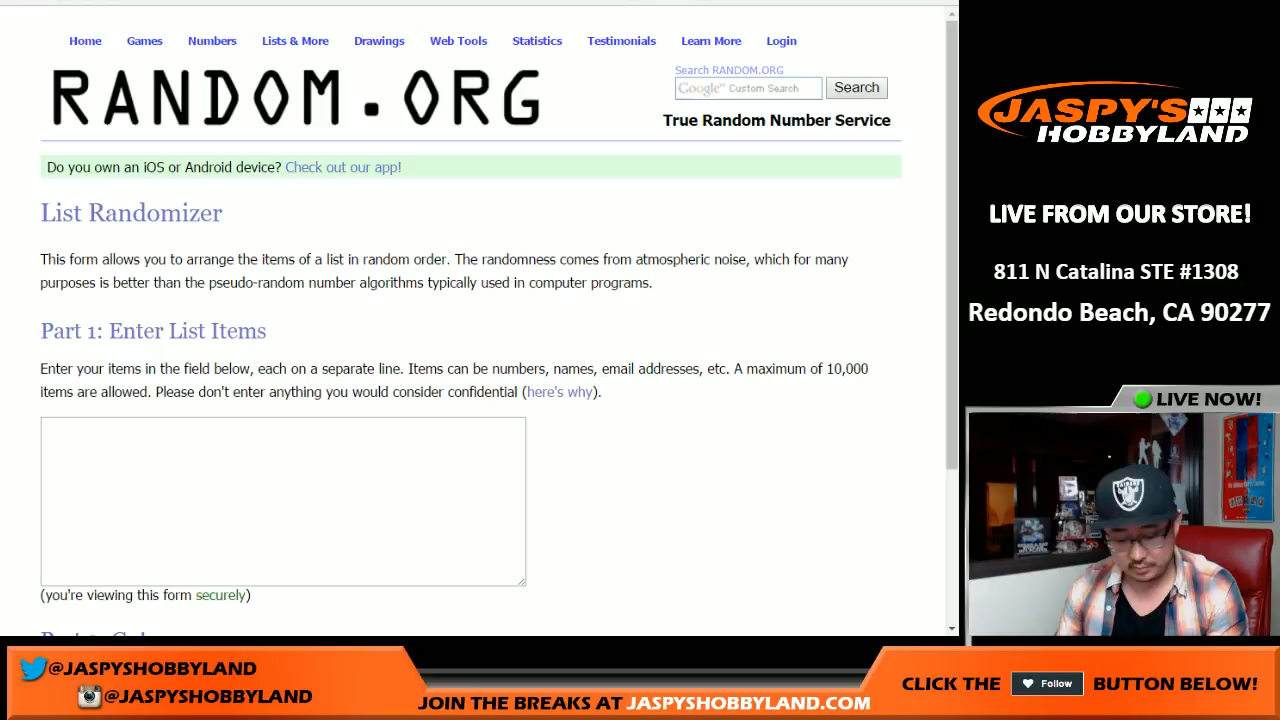 Home Games Numbers Lists & More Drawings Web Tools Statistics Testimonials Learn More Login
RANDOM.ORG
Search RANDOM.ORG
Google™ Custom Search
Search
True Random Number Service
Do you own an iOS or Android device? Check out our app!
List Randomizer
This form allows you to arrange the items of a list in random order. The randomness comes from atmospheric noise, which for many
purposes is better than the pseudo-random number algorithms typically used in computer programs.
Part 1: Enter List Items
Enter your items in the field below, each on a separate line. Items can be numbers, names, email addresses, etc. A maximum of 10,000
items are allowed. Please don't enter anything you would consider confidential (here's why).
(you're viewing this form securely)
JASPY'S
HOBBYLAND
LIVE FROM OUR STORE!
811 N Catalina STE #1308
Redondo Beach, CA 90277
LIVE NOW!
RAIDERS
@JASPYSHOBBYLAND
@JASPYSHOBBYLAND
JOIN THE BREAKS AT JASPYSHOBBYLAND.COM
CLICK THE Follow BUTTON BELOW!